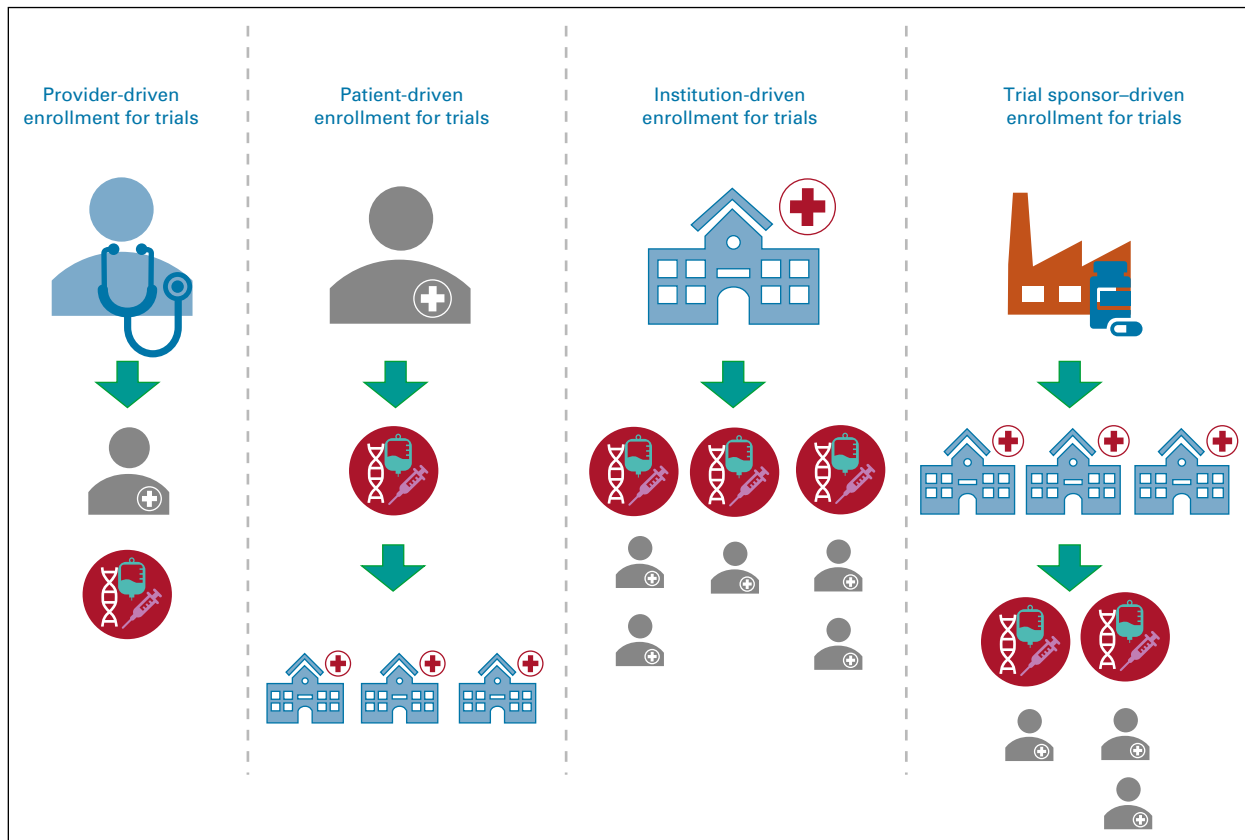 Provider-driven
enrollment for trials
Patient-driven
enrollment for trials
Institution-driven
enrollment for trials
Trial sponsor–driven
enrollment for trials